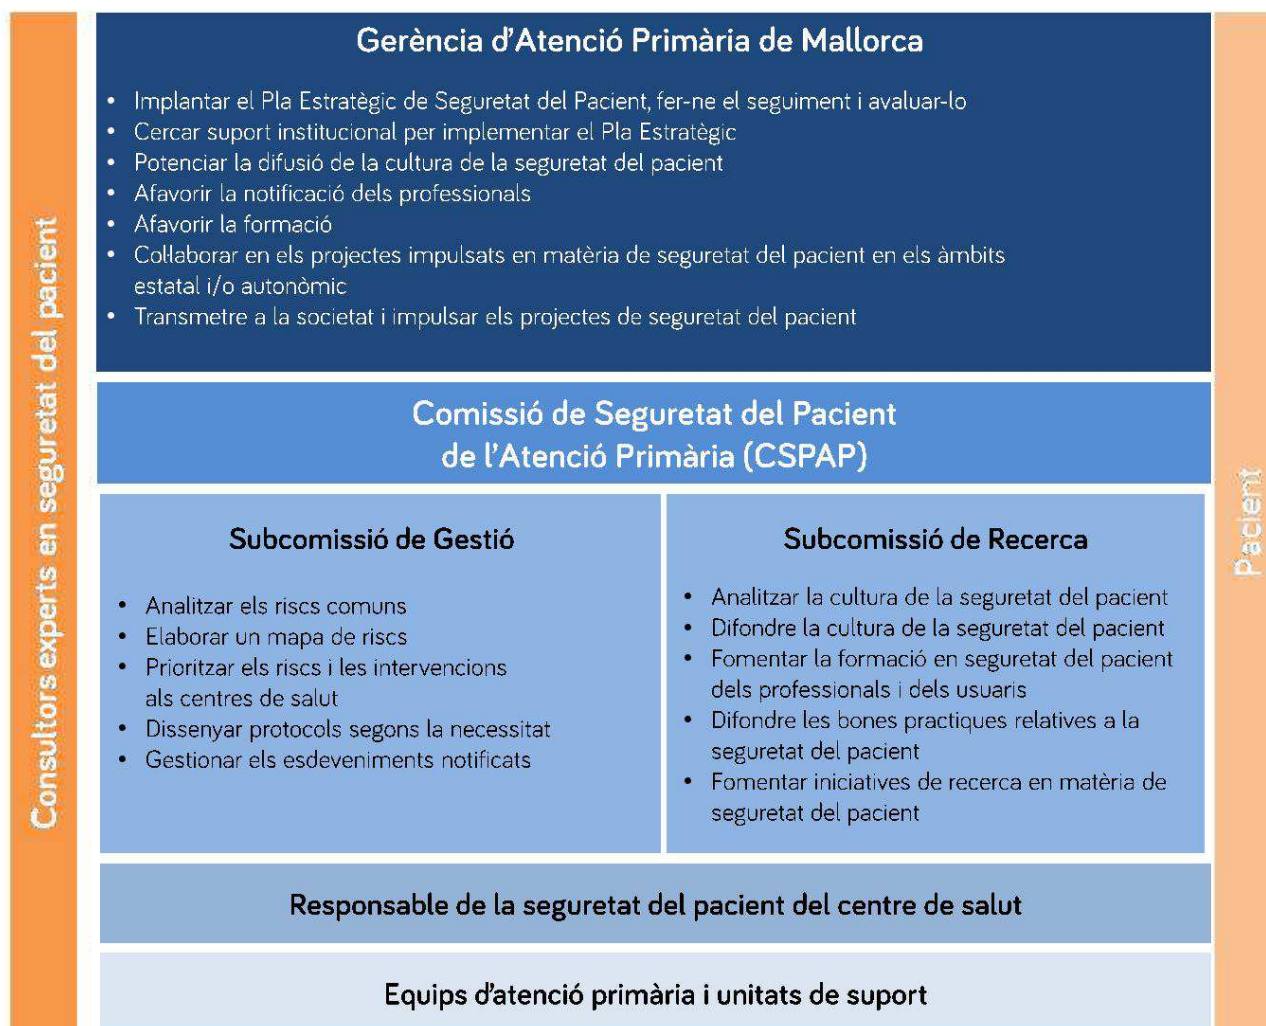 Consultors experts en seguretat del pacient
Gerència d'Atenció Primària de Mallorca
• Implantar el Pla Estratègic de Seguretat del Pacient, fer-ne el seguiment i avaluar-lo
• Cercar suport institucional per implementar el Pla Estratègic
• Potenciar la difusió de la cultura de la seguretat del pacient
• Afavorir la notificació dels professionals
• Afavorir la formació
• Collaborar en els projectes impulsats en matèria de seguretat del pacient en els àmbits
estatal i/o autonòmic
• Transmetre a la societat i impulsar els projectes de seguretat del pacient
Comissió de Seguretat del Pacient
de l'Atenció Primària (CSPAP)
Subcomissió de Gestió
• Analitzar els riscs comuns
• Elaborar un mapa de riscs
• Prioritzar els riscs i les intervencions
als centres de salut
• Dissenyar protocols segons la necessitat
• Gestionar els esdeveniments notificats
Subcomissió de Recerca
• Analitzar la cultura de la seguretat del pacient
• Difondre la cultura de la seguretat del pacient
• Fomentar la formació en seguretat del pacient
dels professionals i dels usuaris
• Difondre les bones practiques relatives a la
seguretat del pacient
• Fomentar iniciatives de recerca en matèria de
seguretat del pacient
Responsable de la seguretat del pacient del centre de salut
Equips d'atenció primària i unitats de suport
Pacient